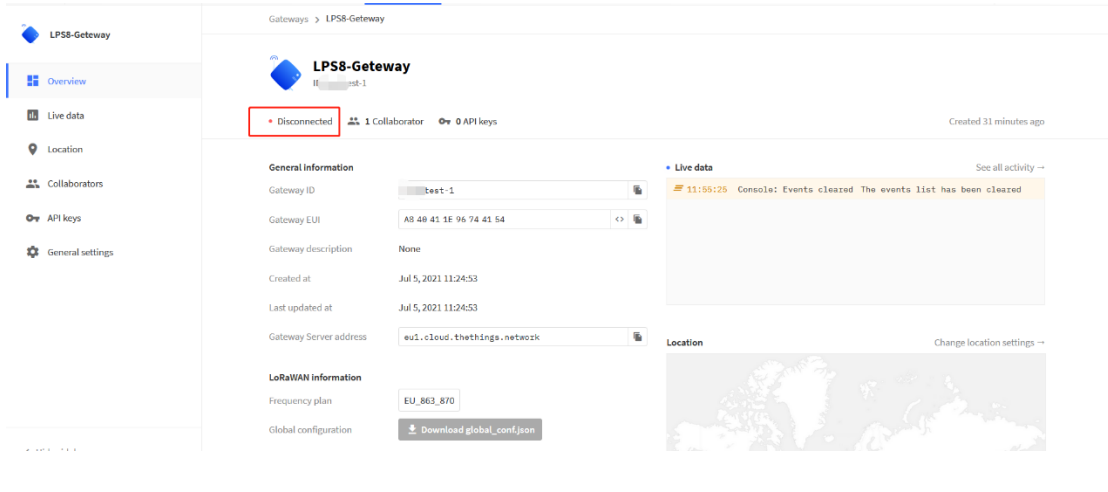 Gateways > LPS8-Geteway
LPS8-Geteway
LPS8-Geteway
est-1
Overview
Live data
Location
Collaborators
API keys
General settings
Disconnected 1 Collaborator 0 API keys Created 31 minutes ago
General information
Gateway ID test-1
Gateway EUI A8 40 41 1E 96 74 41 54
Gateway description None
Created at Jul 5, 2021 11:24:53
Last updated at Jul 5, 2021 11:24:53
Gateway Server address eu1.cloud.thethings.network
LoRaWAN information
Frequency plan EU_863_870
Global configuration Download global_conf.json
Live data See all activity →
11:55:25 Console: Events cleared The events list has been cleared
Location Change location settings →